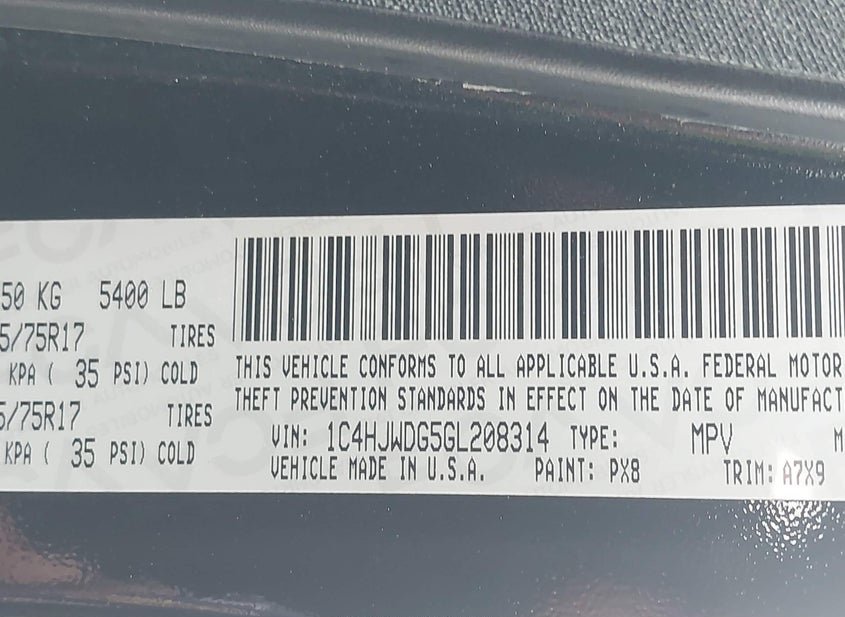 50 KG 5400 LB
5/75R17 TIRES
KPA ( 35 PSI) COLD
5/75R17 TIRES
KPA ( 35 PSI) COLD
THIS VEHICLE CONFORMS TO ALL APPLICABLE U.S.A. FEDERAL MOTOR
THEFT PREVENTION STANDARDS IN EFFECT ON THE DATE OF MANUFACT
VIN: 1C4HJWDG5GL208314 TYPE: MPV M
VEHICLE MADE IN U.S.A. PAINT: PX8 TRIM: A7X9